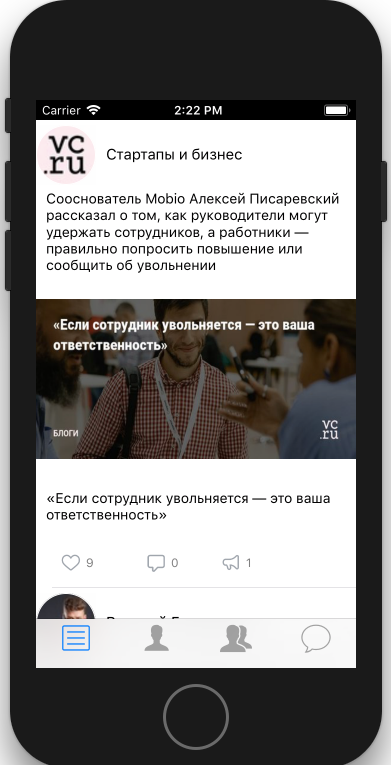 Carrier 2:22 PM
vc
.ru
Стартапы и бизнес
Сооснователь Mobio Алексей Писаревский
рассказал о том, как руководители могут
удержать сотрудников, а работники —
правильно попросить повышение или
сообщить об увольнении
«Если сотрудник увольняется — это ваша
ответственность»
БЛОГИ
vc
.ru
«Если сотрудник увольняется — это ваша
ответственность»
9 0 1